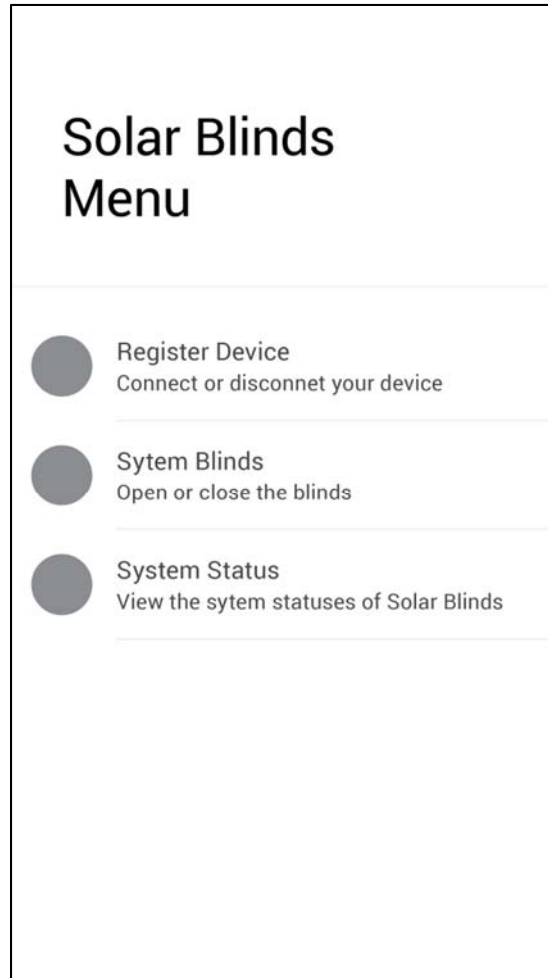 Solar Blinds
Menu
Register Device
Connect or disconnet your device
Sytem Blinds
Open or close the blinds
System Status
View the sytem statuses of Solar Blinds